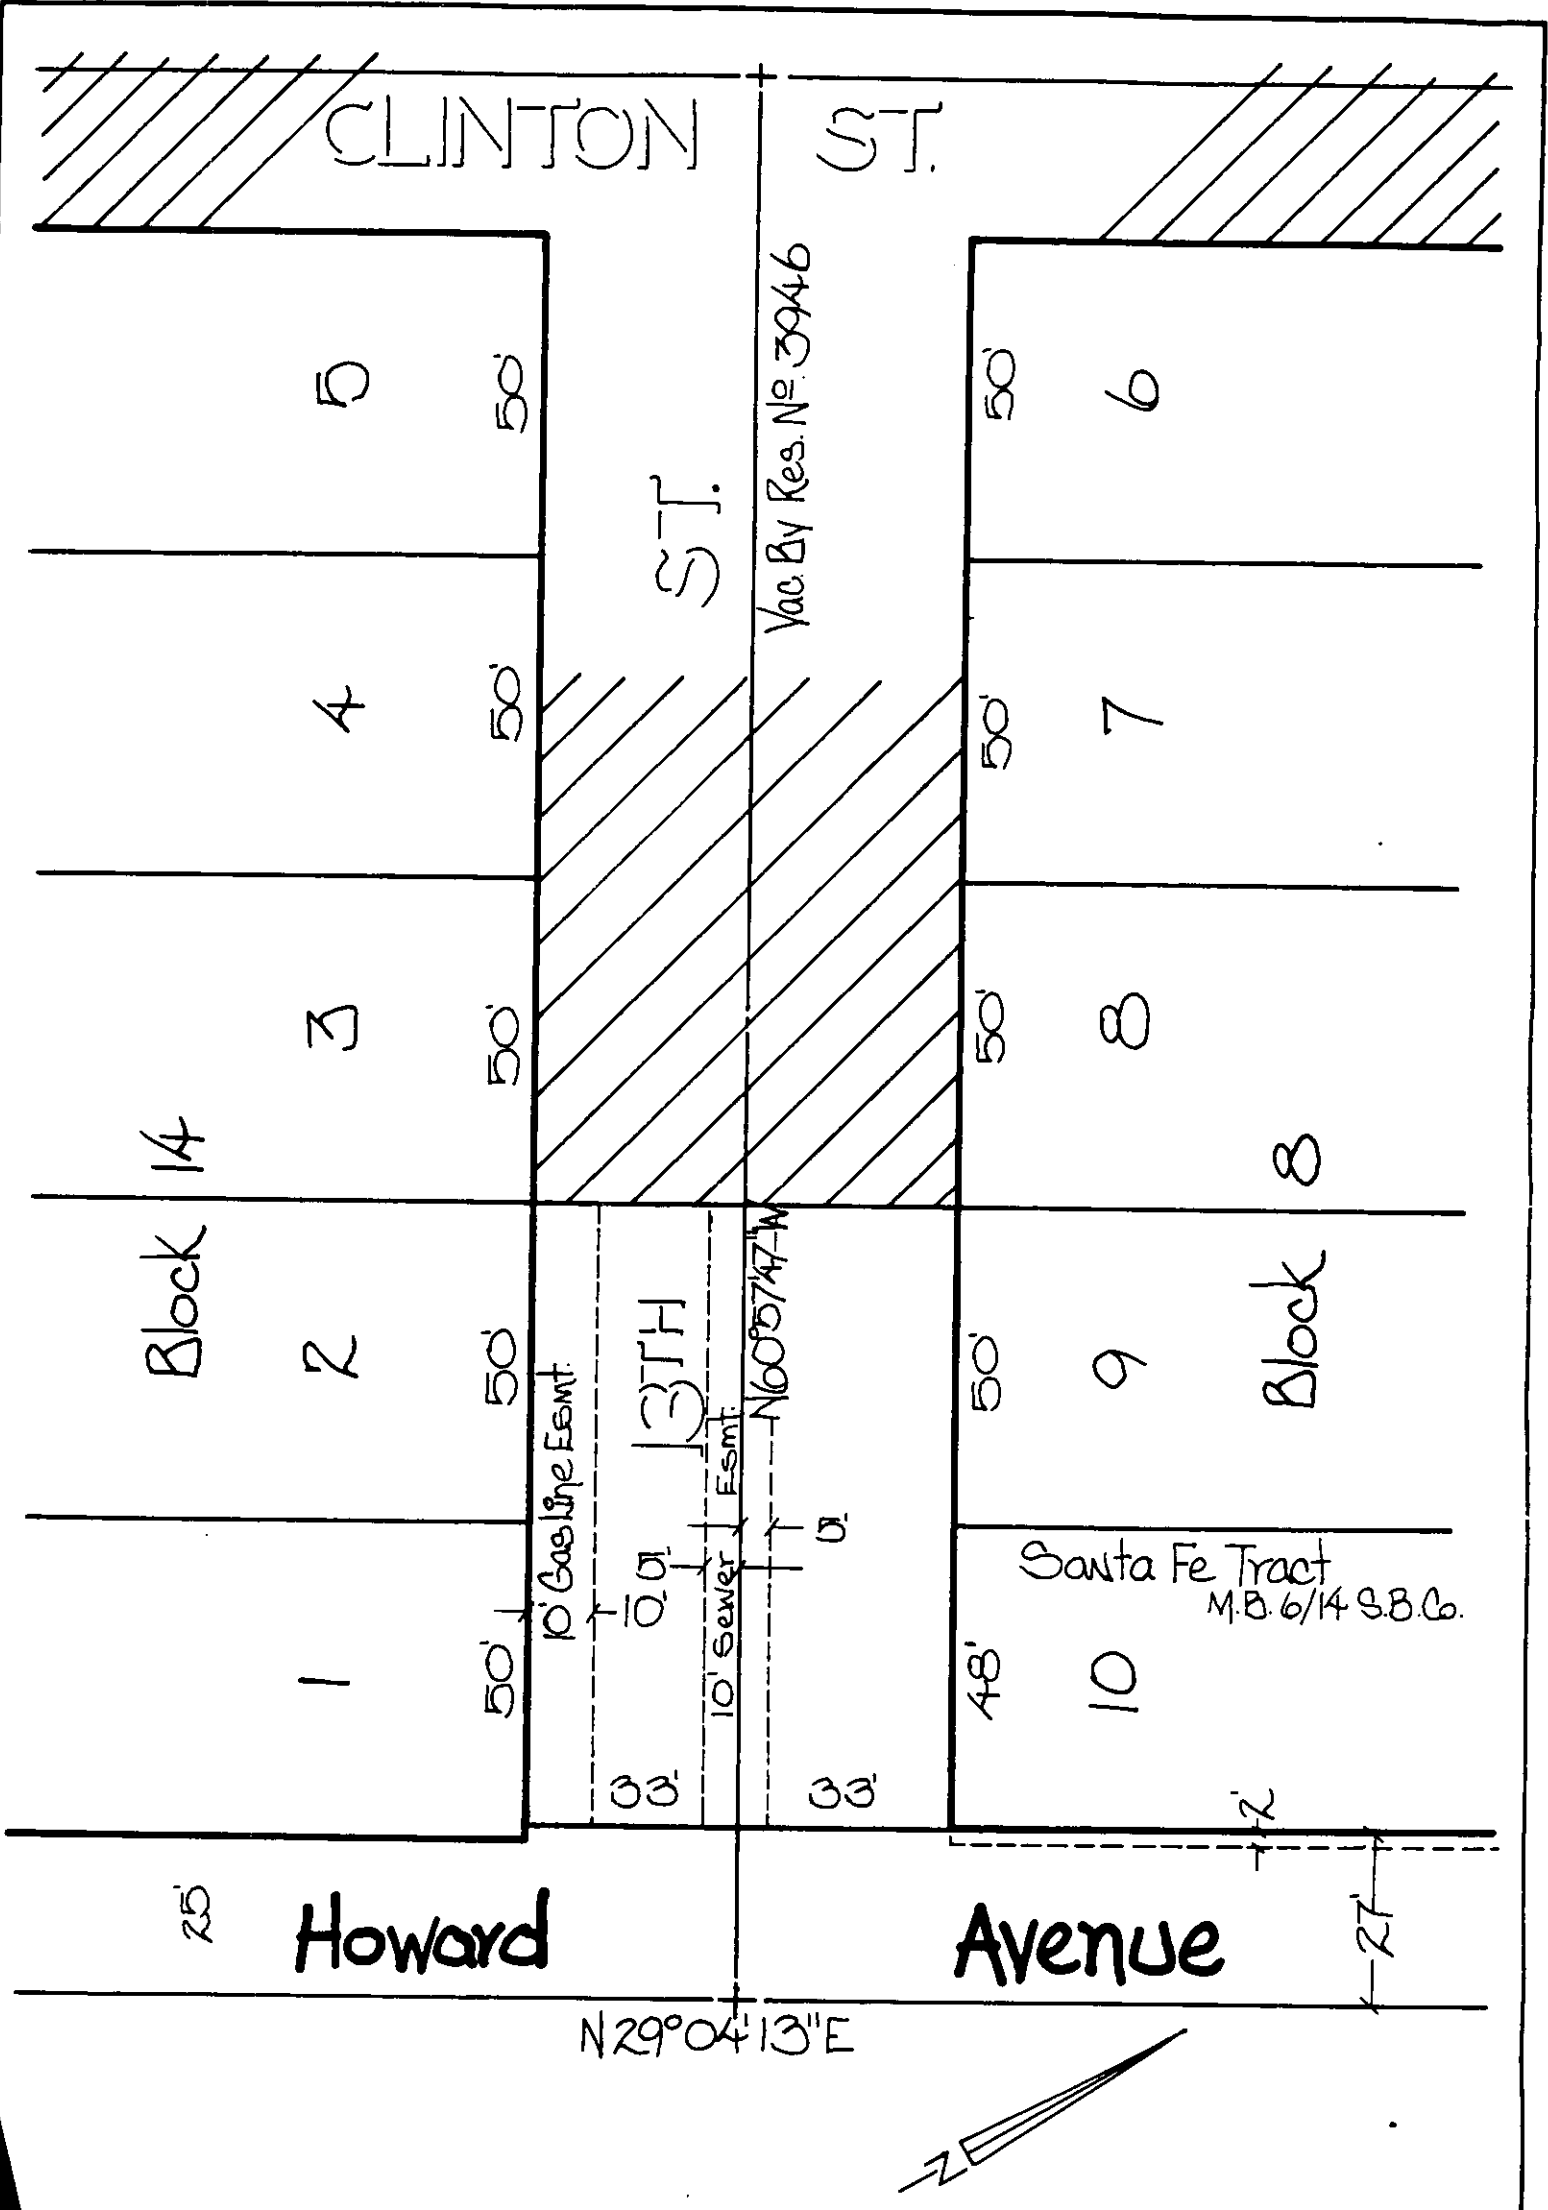 CLINTON ST.
5
50'
50'
6
Vac. By Res. Nº. 3946
ST.
4
50'
50'
7
3
50'
50'
8
Block 14
Block 8
2
50'
10' Gas Line Esmt.
13TH
10' Sewer Esmt.
N60°57'47"W
50'
9
5'
5'
10'
Santa Fe Tract
M.B. 6/14 S.B.Co.
1
50'
48'
10
33'
33'
2'
25'
Howard Avenue
27'
N29°04'13"E
N